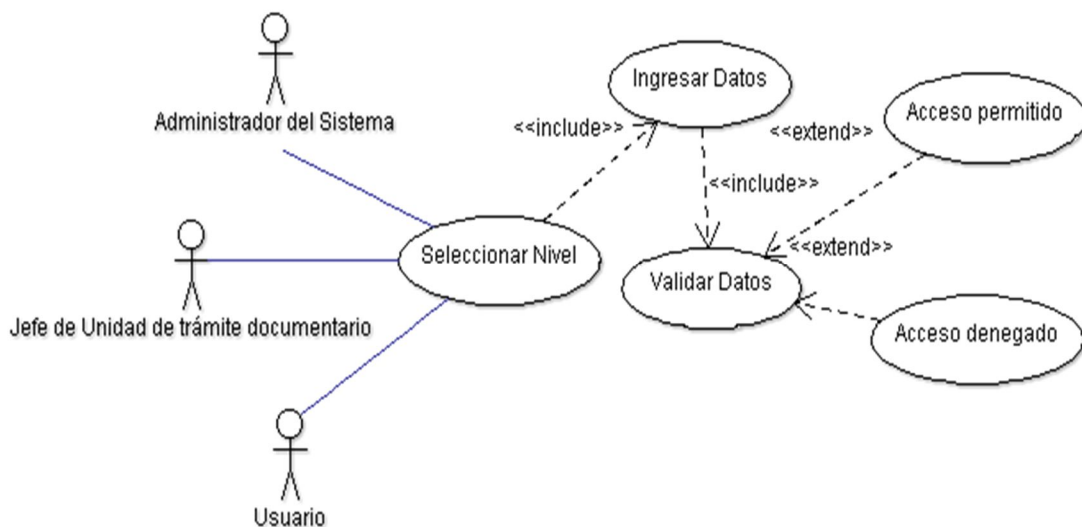 Administrador del Sistema
Ingresar Datos
Acceso permitido
<<include>>
<<extend>>
<<include>>
Seleccionar Nivel
<<extend>>
Validar Datos
Jefe de Unidad de trámite documentario
Acceso denegado
Usuario